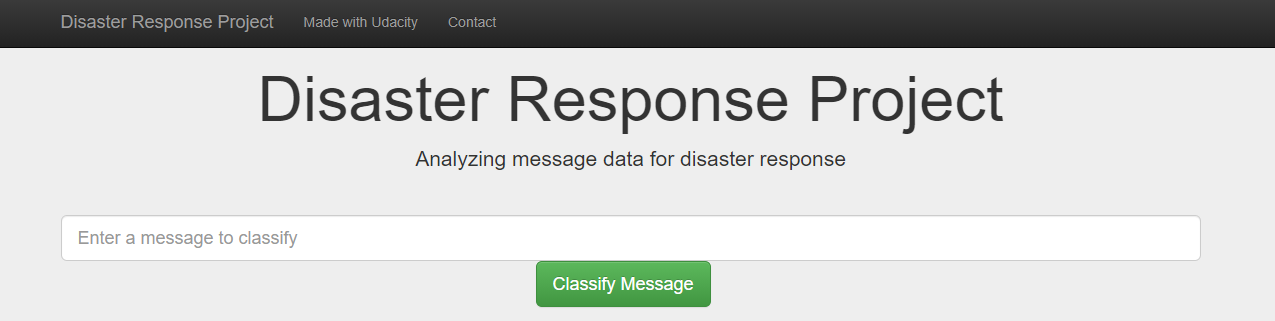 Disaster Response Project Made with Udacity Contact
Disaster Response Project
Analyzing message data for disaster response
Enter a message to classify
Classify Message